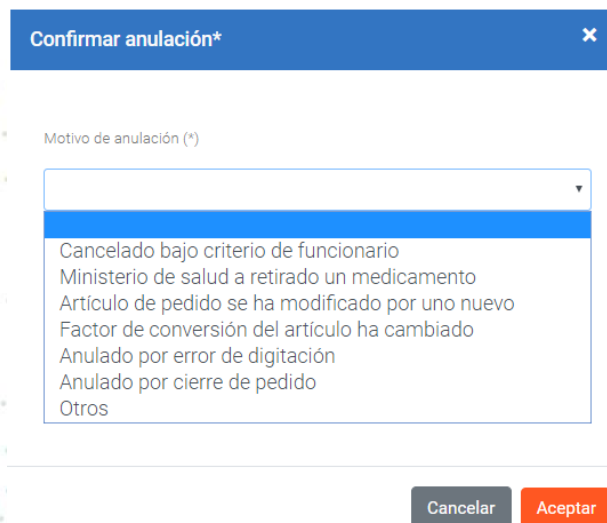 Confirmar anulación*
×
Motivo de anulación (*)
Cancelado bajo criterio de funcionario
Ministerio de salud a retirado un medicamento
Artículo de pedido se ha modificado por uno nuevo
Factor de conversión del artículo ha cambiado
Anulado por error de digitación
Anulado por cierre de pedido
Otros
Cancelar Aceptar